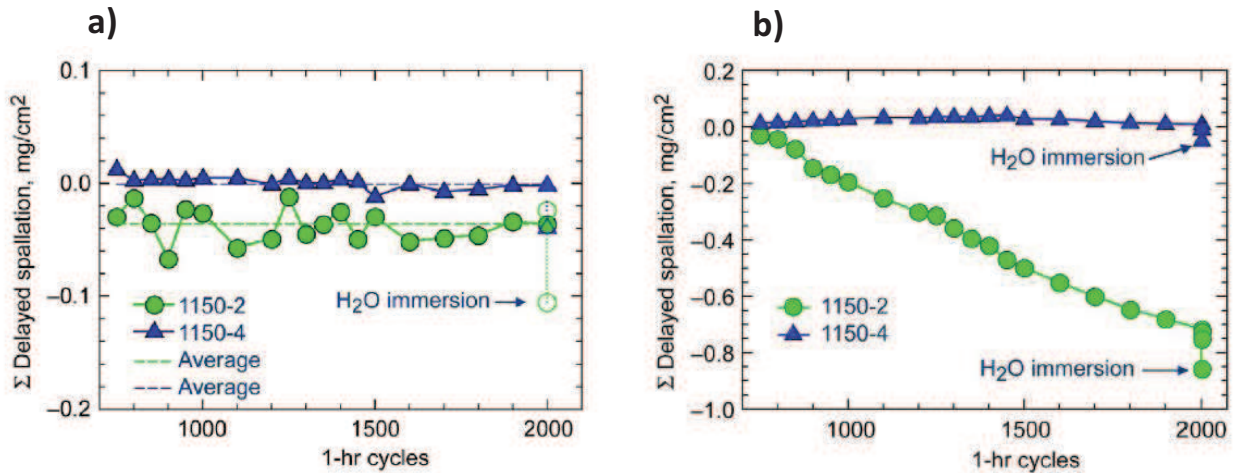 a)
b)
Σ Delayed spallation, mg/cm²
0.1
0.0
–0.1
–0.2
H₂O immersion
1150-2
1150-4
Average
Average
1000
1500
2000
1-hr cycles
Σ Delayed spallation, mg/cm²
0.2
0.0
–0.2
–0.4
–0.6
–0.8
–1.0
H₂O immersion
1150-2
1150-4
H₂O immersion
1000
1500
2000
1-hr cycles